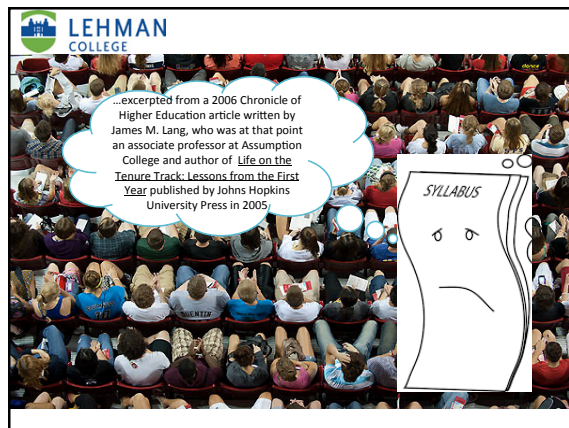 LEHMAN
COLLEGE
...excerpted from a 2006 Chronicle of
Higher Education article written by
James M. Lang, who was at that point
an associate professor at Assumption
College and author of Life on the
Tenure Track: Lessons from the First
Year published by Johns Hopkins
University Press in 2005
SYLLABUS
dance